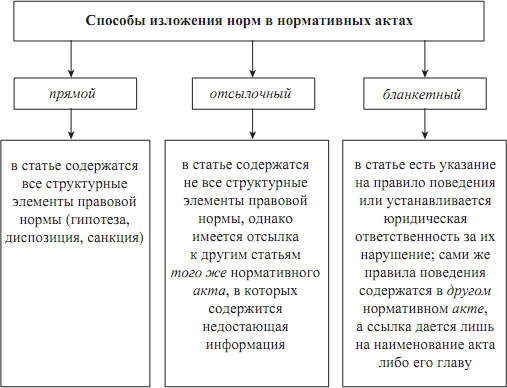 Способы изложения норм в нормативных актах
прямой
отсылочный
бланкетный
в статье содержатся
все структурные
элементы правовой
нормы (гипотеза,
диспозиция, санкция)
в статье содержатся
не все структурные
элементы правовой
нормы, однако
имеется отсылка
к другим статьям
того же нормативного
акта, в которых
содержится
недостающая
информация
в статье есть указание
на правило поведения
или устанавливается
юридическая
ответственность за их
нарушение; сами же
правила поведения
содержатся в другом
нормативном акте,
а ссылка дается лишь
на наименование акта
либо его главу